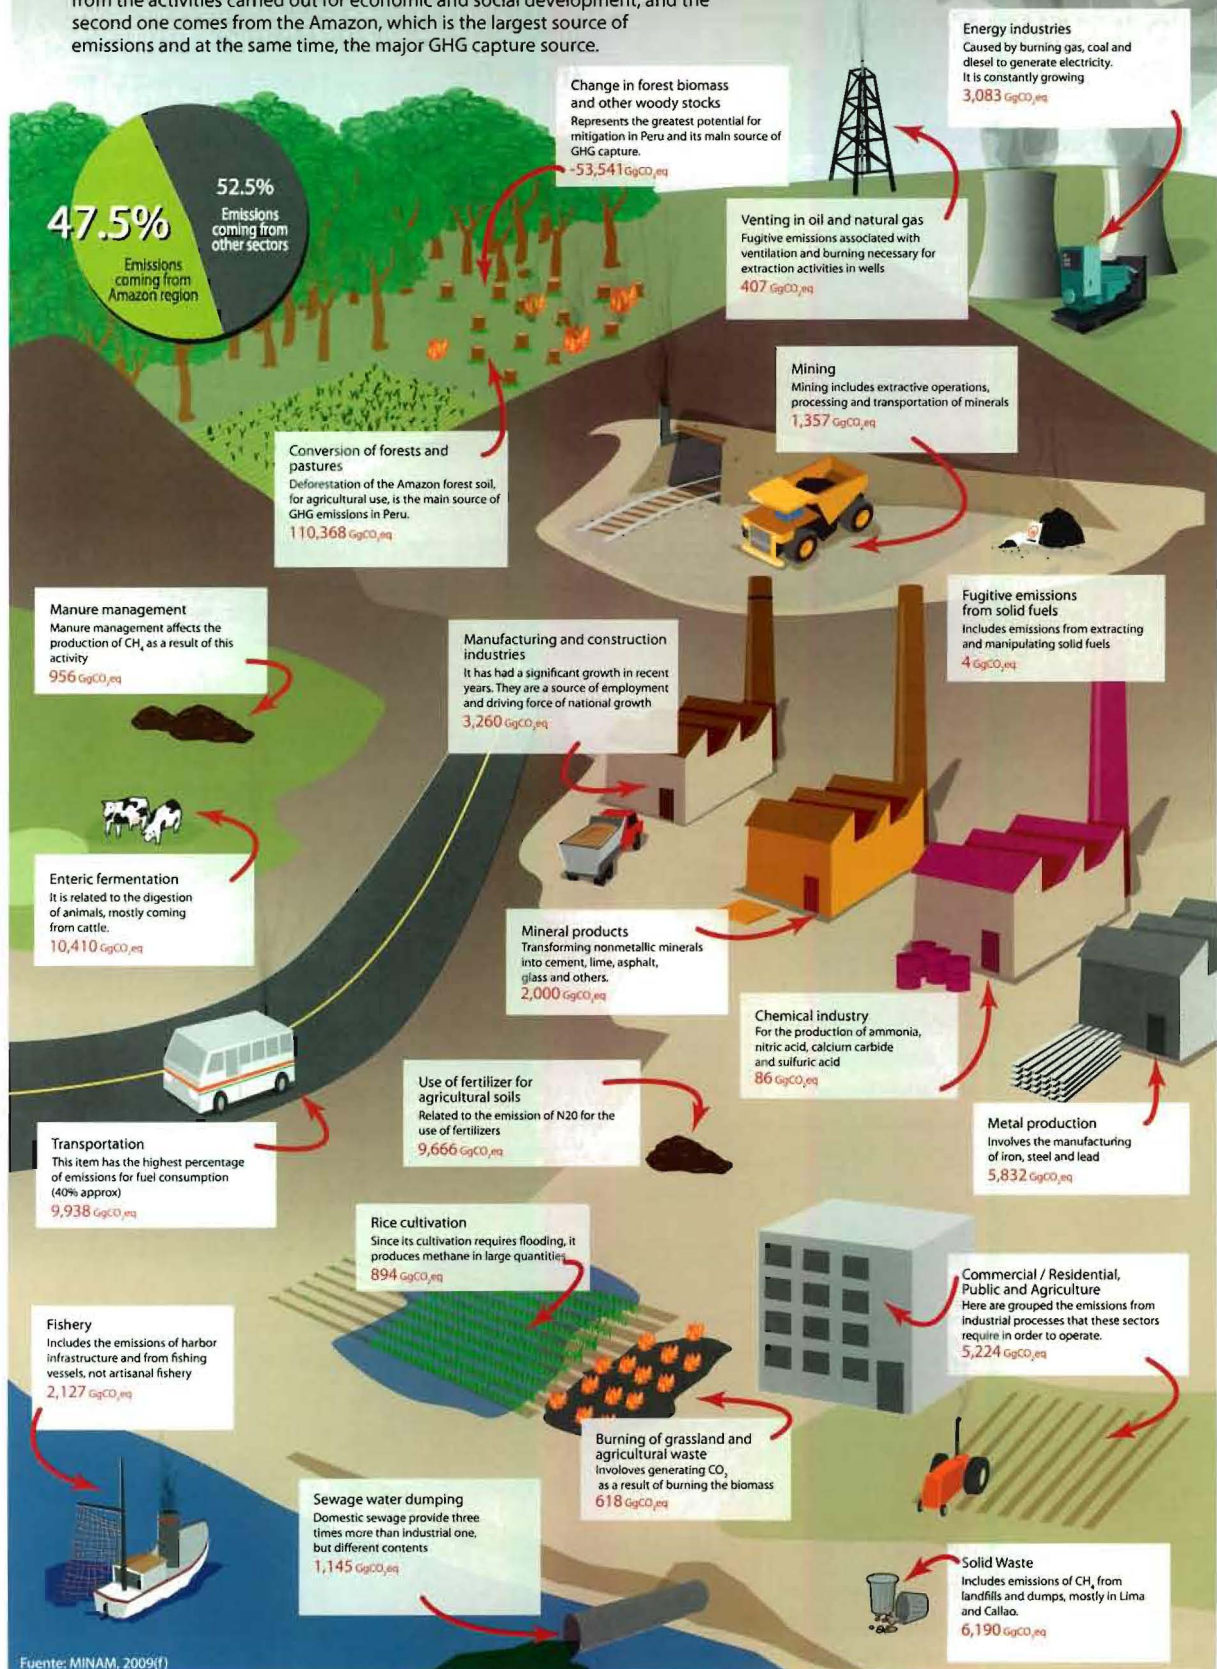 second one comes from the Amazon, which is the largest source of
emissions and at the same time, the major GHG capture source.
Energy industries
Caused by burning gas, coal and
diesel to generate electricity.
It is constantly growing
3,083 GgCO₂eq
Change in forest biomass
and other woody stocks
Represents the greatest potential for
mitigation in Peru and its main source of
GHG capture.
-53,541 GgCO₂eq
52.5%
Emissions
coming from
other sectors
47.5%
Emissions
coming from
Amazon region
Venting in oil and natural gas
Fugitive emissions associated with
ventilation and burning necessary for
extraction activities in wells
407 GgCO₂eq
Mining
Mining includes extractive operations,
processing and transportation of minerals
1,357 GgCO₂eq
Conversion of forests and
pastures
Deforestation of the Amazon forest soil,
for agricultural use, is the main source of
GHG emissions in Peru.
110,368 GgCO₂eq
Manure management
Manure management affects the
production of CH₄ as a result of this
activity
956 GgCO₂eq
Manufacturing and construction
industries
It has had a significant growth in recent
years. They are a source of employment
and driving force of national growth
3,260 GgCO₂eq
Fugitive emissions
from solid fuels
Includes emissions from extracting
and manipulating solid fuels
4 GgCO₂eq
Enteric fermentation
It is related to the digestion
of animals, mostly coming
from cattle.
10,410 GgCO₂eq
Mineral products
Transforming nonmetallic minerals
into cement, lime, asphalt,
glass and others.
2,000 GgCO₂eq
Chemical industry
For the production of ammonia,
nitric acid, calcium carbide
and sulfuric acid
86 GgCO₂eq
Use of fertilizer for
agricultural soils
Related to the emission of N20 for the
use of fertilizers
9,666 GgCO₂eq
Metal production
Involves the manufacturing
of iron, steel and lead
5,832 GgCO₂eq
Transportation
This item has the highest percentage
of emissions for fuel consumption
(40% approx)
9,938 GgCO₂eq
Rice cultivation
Since its cultivation requires flooding, it
produces methane in large quantities
894 GgCO₂eq
Commercial / Residential,
Public and Agriculture
Here are grouped the emissions from
industrial processes that these sectors
require in order to operate.
5,224 GgCO₂eq
Fishery
Includes the emissions of harbor
infrastructure and from fishing
vessels, not artisanal fishery
2,127 GgCO₂eq
Burning of grassland and
agricultural waste
Involoves generating CO₂
as a result of burning the biomass
618 GgCO₂eq
Sewage water dumping
Domestic sewage provide three
times more than industrial one,
but different contents
1,145 GgCO₂eq
Solid Waste
Includes emissions of CH₄ from
landfills and dumps, mostly in Lima
and Callao.
6,190 GgCO₂eq
Fuente: MINAM, 2009(f)